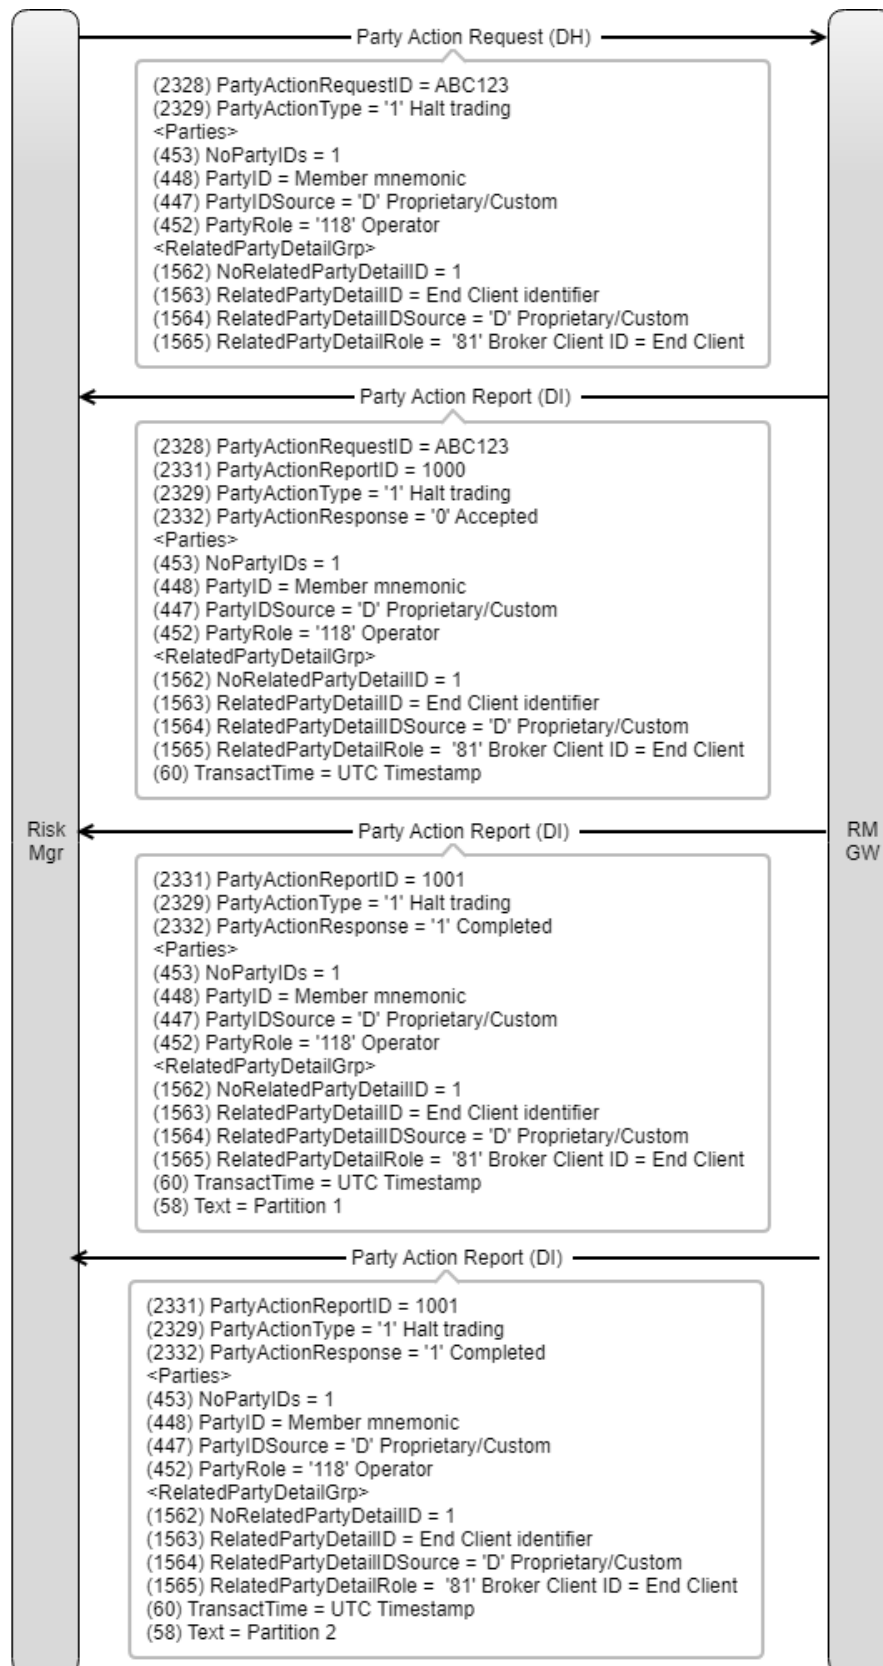 Party Action Request (DH)
(2328) PartyActionRequestID = ABC123
(2329) PartyActionType = '1' Halt trading
<Parties>
(453) NoPartyIDs = 1
(448) PartyID = Member mnemonic
(447) PartyIDSource = 'D' Proprietary/Custom
(452) PartyRole = '118' Operator
<RelatedPartyDetailGrp>
(1562) NoRelatedPartyDetailID = 1
(1563) RelatedPartyDetailID = End Client identifier
(1564) RelatedPartyDetailIDSource = 'D' Proprietary/Custom
(1565) RelatedPartyDetailRole = '81' Broker Client ID = End Client
Party Action Report (DI)
(2328) PartyActionRequestID = ABC123
(2331) PartyActionReportID = 1000
(2329) PartyActionType = '1' Halt trading
(2332) PartyActionResponse = '0' Accepted
<Parties>
(453) NoPartyIDs = 1
(448) PartyID = Member mnemonic
(447) PartyIDSource = 'D' Proprietary/Custom
(452) PartyRole = '118' Operator
<RelatedPartyDetailGrp>
(1562) NoRelatedPartyDetailID = 1
(1563) RelatedPartyDetailID = End Client identifier
(1564) RelatedPartyDetailIDSource = 'D' Proprietary/Custom
(1565) RelatedPartyDetailRole = '81' Broker Client ID = End Client
(60) TransactTime = UTC Timestamp
Risk
Mgr
Party Action Report (DI)
RM
GW
(2331) PartyActionReportID = 1001
(2329) PartyActionType = '1' Halt trading
(2332) PartyActionResponse = '1' Completed
<Parties>
(453) NoPartyIDs = 1
(448) PartyID = Member mnemonic
(447) PartyIDSource = 'D' Proprietary/Custom
(452) PartyRole = '118' Operator
<RelatedPartyDetailGrp>
(1562) NoRelatedPartyDetailID = 1
(1563) RelatedPartyDetailID = End Client identifier
(1564) RelatedPartyDetailIDSource = 'D' Proprietary/Custom
(1565) RelatedPartyDetailRole = '81' Broker Client ID = End Client
(60) TransactTime = UTC Timestamp
(58) Text = Partition 1
Party Action Report (DI)
(2331) PartyActionReportID = 1001
(2329) PartyActionType = '1' Halt trading
(2332) PartyActionResponse = '1' Completed
<Parties>
(453) NoPartyIDs = 1
(448) PartyID = Member mnemonic
(447) PartyIDSource = 'D' Proprietary/Custom
(452) PartyRole = '118' Operator
<RelatedPartyDetailGrp>
(1562) NoRelatedPartyDetailID = 1
(1563) RelatedPartyDetailID = End Client identifier
(1564) RelatedPartyDetailIDSource = 'D' Proprietary/Custom
(1565) RelatedPartyDetailRole = '81' Broker Client ID = End Client
(60) TransactTime = UTC Timestamp
(58) Text = Partition 2